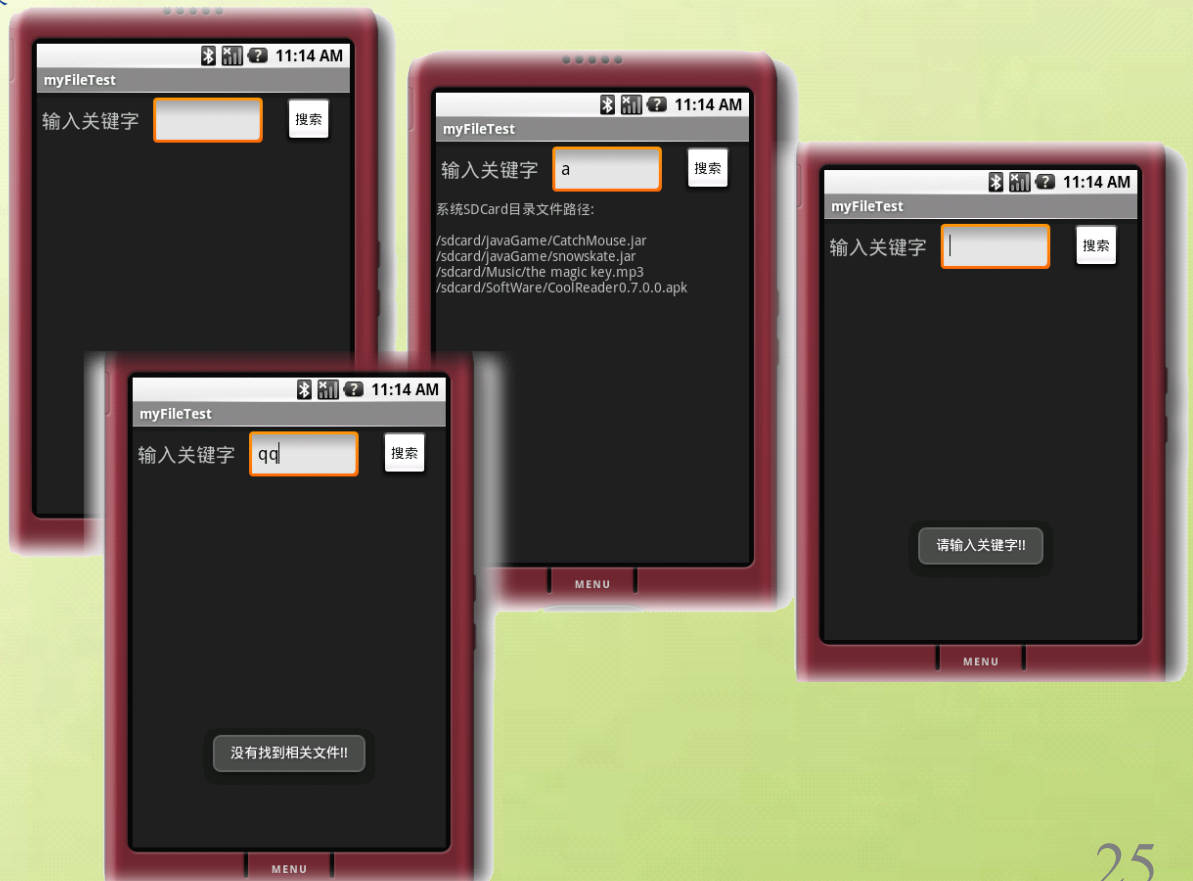 11:14 AM
myFileTest
输入关键字 搜索
11:14 AM
myFileTest
输入关键字 a 搜索
系统SDCard目录文件路径:
/sdcard/javaGame/CatchMouse.jar
/sdcard/javaGame/snowskate.jar
/sdcard/Music/the magic key.mp3
/sdcard/SoftWare/CoolReader0.7.0.0.apk
MENU
11:14 AM
myFileTest
输入关键字 搜索
请输入关键字!!
MENU
11:14 AM
myFileTest
输入关键字 qq 搜索
没有找到相关文件!!
MENU
25